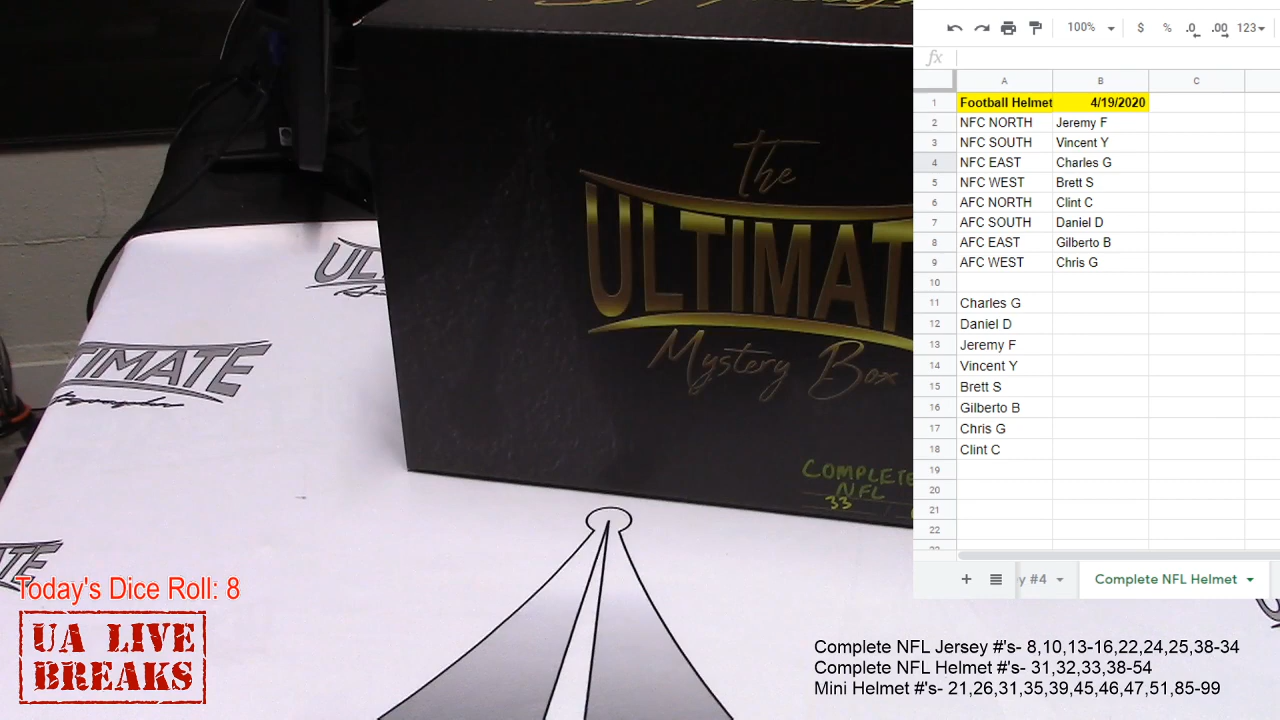 The
ULTIMATE
Mystery Box
COMPLETE
NFL
33
TIMATE
Today's Dice Roll: 8
UA LIVE
BREAKS
100%
$ % .0 .00 123
fx
A B C
1 Football Helmet 4/19/2020
2 NFC NORTH Jeremy F
3 NFC SOUTH Vincent Y
4 NFC EAST Charles G
5 NFC WEST Brett S
6 AFC NORTH Clint C
7 AFC SOUTH Daniel D
8 AFC EAST Gilberto B
9 AFC WEST Chris G
10
11 Charles G
12 Daniel D
13 Jeremy F
14 Vincent Y
15 Brett S
16 Gilberto B
17 Chris G
18 Clint C
19
20
21
22
y #4 Complete NFL Helmet
Complete NFL Jersey #'s- 8,10,13-16,22,24,25,38-34
Complete NFL Helmet #'s- 31,32,33,38-54
Mini Helmet #'s- 21,26,31,35,39,45,46,47,51,85-99